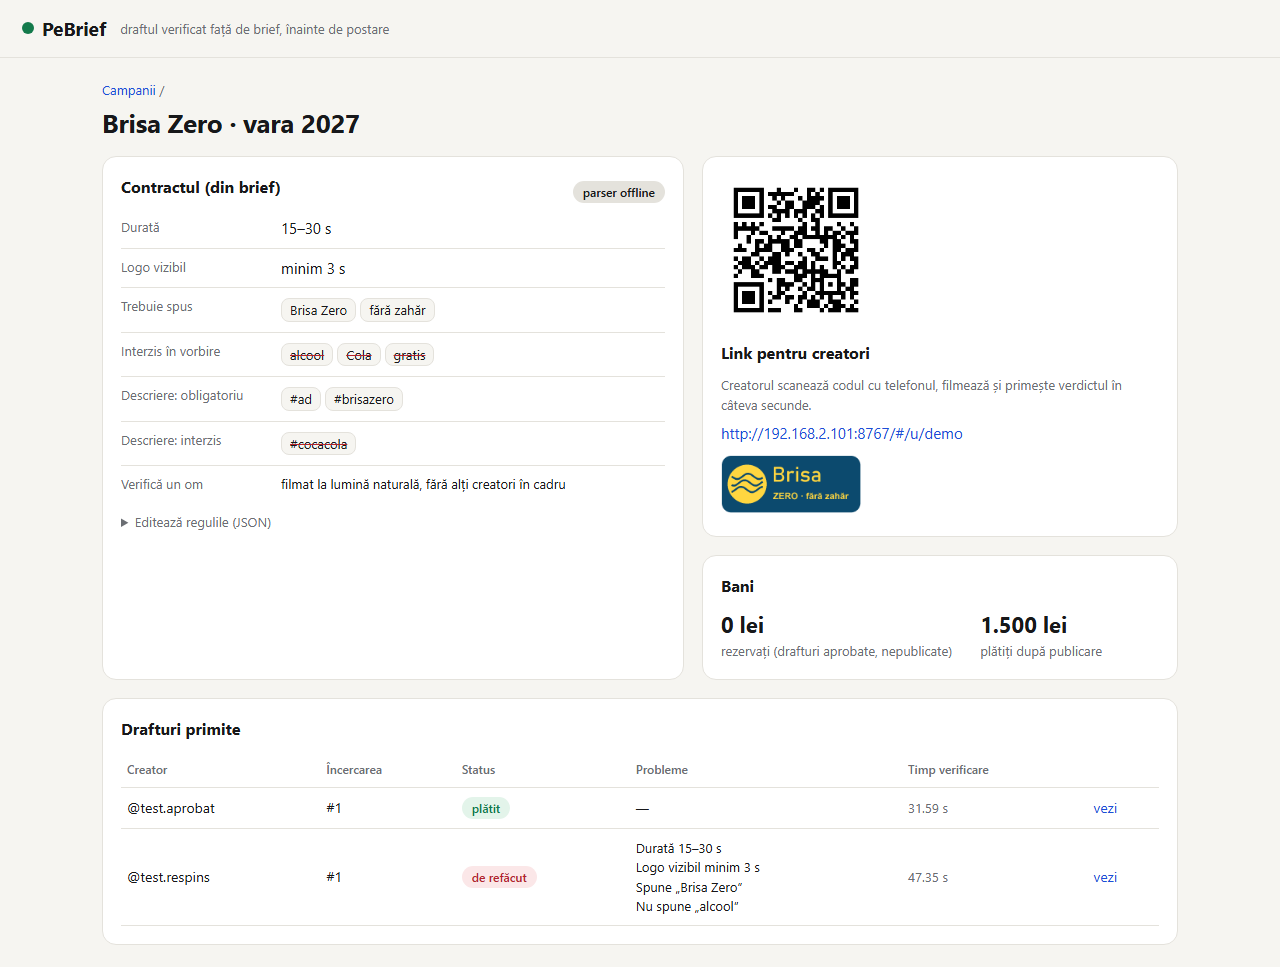 PeBrief draftul verificat față de brief, înainte de postare
Campanii /
Brisa Zero · vara 2027
Contractul (din brief)
parser offline
Durată 15–30 s
Logo vizibil minim 3 s
Trebuie spus Brisa Zero fără zahăr
Interzis în vorbire alcool Cola gratis
Descriere: obligatoriu #ad #brisazero
Descriere: interzis #cocacola
Verifică un om filmat la lumină naturală, fără alți creatori în cadru
Editează regulile (JSON)
Link pentru creatori
Creatorul scanează codul cu telefonul, filmează și primește verdictul în
câteva secunde.
http://192.168.2.101:8767/#/u/demo
Brisa
ZERO · fără zahăr
Bani
0 lei 1.500 lei
rezervați (drafturi aprobate, nepublicate) plătiți după publicare
Drafturi primite
Creator Încercarea Status Probleme Timp verificare
@test.aprobat #1 plătit — 31.59 s vezi
Durată 15–30 s
Logo vizibil minim 3 s
@test.respins #1 de refăcut 47.35 s vezi
Spune „Brisa Zero”
Nu spune „alcool”